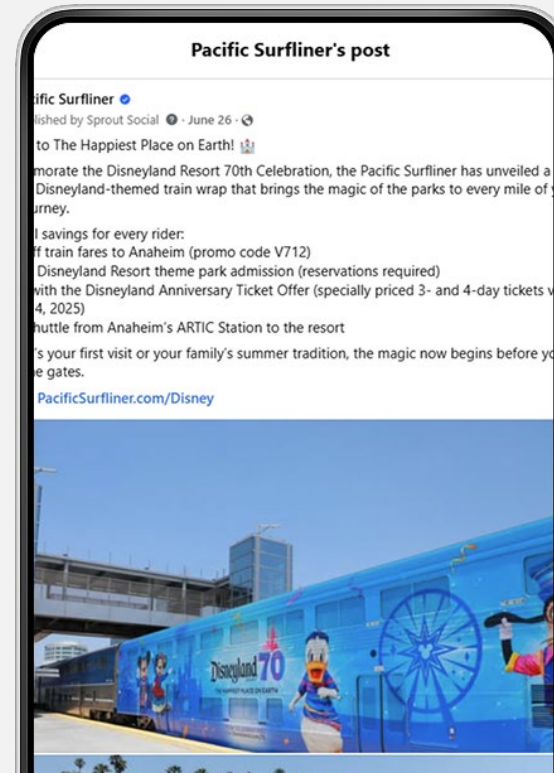 Pacific Surfliner's post
cific Surfliner
lished by Sprout Social · June 26 ·
to The Happiest Place on Earth!
morate the Disneyland Resort 70th Celebration, the Pacific Surfliner has unveiled a
Disneyland-themed train wrap that brings the magic of the parks to every mile of y
urney.
l savings for every rider:
ff train fares to Anaheim (promo code V712)
Disneyland Resort theme park admission (reservations required)
with the Disneyland Anniversary Ticket Offer (specially priced 3- and 4-day tickets v
4, 2025)
huttle from Anaheim's ARTIC Station to the resort
's your first visit or your family's summer tradition, the magic now begins before yo
e gates.
PacificSurfliner.com/Disney
Disneyland 70
THE HAPPIEST PLACE ON EARTH